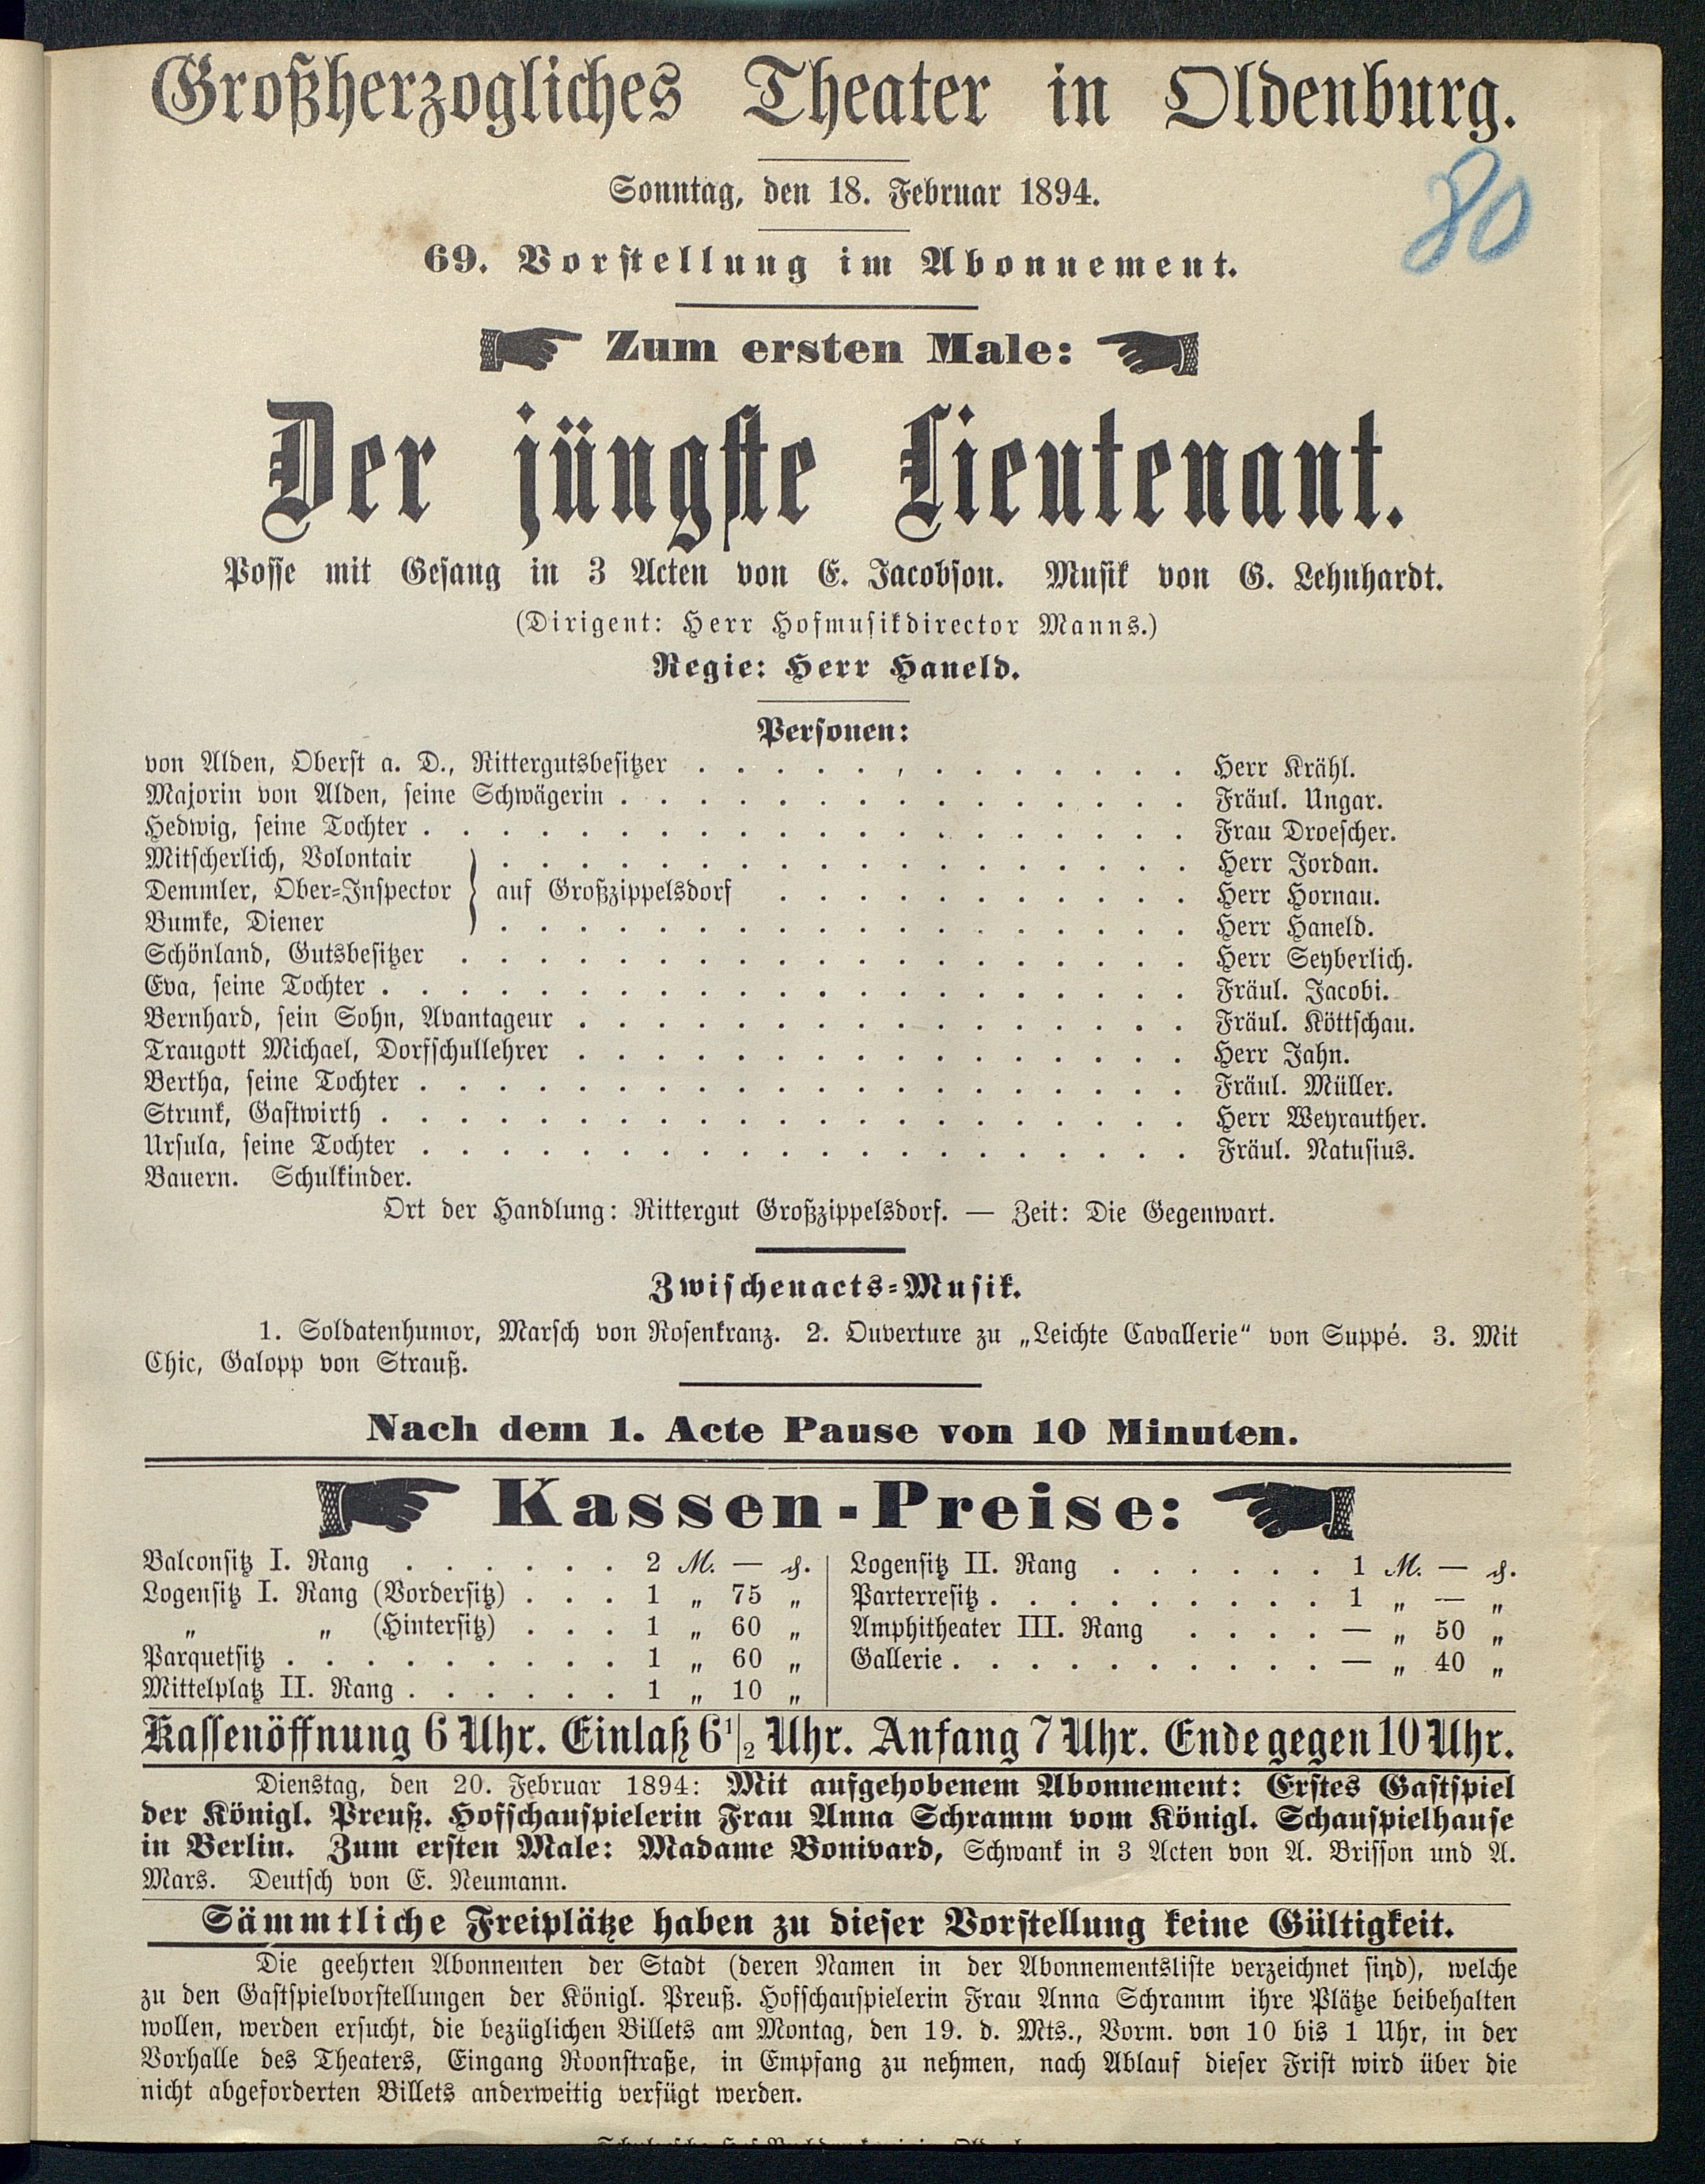 Großherzogliches Theater in Oldenburg.
80
Sonntag, den 18. Februar 1894.
69. Vorstellung im Abonnement.
Zum ersten Male:
Der jüngste Lieutenant.
Posse mit Gesang in 3 Acten von E. Jacobson. Musik von G. Lehnhardt.
(Dirigent: Herr Hofmusikdirector Manns.)
Regie: Herr Haneld.
Personen:
von Alden, Oberst a. D., Rittergutsbesitzer . . . . . . . . . . . . . Herr Krähl.
Majorin von Alden, seine Schwägerin . . . . . . . . . . . . . . . Fräul. Ungar.
Hedwig, seine Tochter . . . . . . . . . . . . . . . . . . . . Frau Droescher.
Mitscherlich, Volontair } . . . . . . . . . . . . . . . . . . Herr Jordan.
Demmler, Ober-Inspector } auf Großzippelsdorf . . . . . . . . . . . Herr Hornau.
Bumke, Diener } . . . . . . . . . . . . . . . . . . Herr Haneld.
Schönland, Gutsbesitzer . . . . . . . . . . . . . . . . . . . Herr Seyberlich.
Eva, seine Tochter . . . . . . . . . . . . . . . . . . . . . Fräul. Jacobi.
Bernhard, sein Sohn, Avantageur . . . . . . . . . . . . . . . . Fräul. Köttschau.
Traugott Michael, Dorfschullehrer . . . . . . . . . . . . . . . . Herr Jahn.
Bertha, seine Tochter . . . . . . . . . . . . . . . . . . . . Fräul. Müller.
Strunk, Gastwirth . . . . . . . . . . . . . . . . . . . . . Herr Weyrauther.
Ursula, seine Tochter . . . . . . . . . . . . . . . . . . . . Fräul. Natusius.
Bauern. Schulkinder.
Ort der Handlung: Rittergut Großzippelsdorf. — Zeit: Die Gegenwart.
Zwischenacts-Musik.
1. Soldatenhumor, Marsch von Rosenkranz. 2. Ouverture zu „Leichte Cavallerie“ von Suppé. 3. Mit
Chic, Galopp von Strauß.
Nach dem 1. Acte Pause von 10 Minuten.
Kassen-Preise:
Balconsitz I. Rang . . . . . . 2 M. — ₰.
Logensitz I. Rang (Vordersitz) . . . 1 „ 75 „
„ „ (Hintersitz) . . . 1 „ 60 „
Parquetsitz . . . . . . . . . 1 „ 60 „
Mittelplatz II. Rang . . . . . . 1 „ 10 „
Logensitz II. Rang . . . . . . 1 M. — ₰.
Parterresitz . . . . . . . . . 1 „ — „
Amphitheater III. Rang . . . . — „ 50 „
Gallerie . . . . . . . . . . — „ 40 „
Kassenöffnung 6 Uhr. Einlaß 6 1/2 Uhr. Anfang 7 Uhr. Ende gegen 10 Uhr.
Dienstag, den 20. Februar 1894: Mit aufgehobenem Abonnement: Erstes Gastspiel
der Königl. Preuß. Hofschauspielerin Frau Anna Schramm vom Königl. Schauspielhause
in Berlin. Zum ersten Male: Madame Bonivard, Schwank in 3 Acten von A. Brisson und A.
Mars. Deutsch von E. Neumann.
Sämmtliche Freiplätze haben zu dieser Vorstellung keine Gültigkeit.
Die geehrten Abonnenten der Stadt (deren Namen in der Abonnementsliste verzeichnet sind), welche
zu den Gastspielvorstellungen der Königl. Preuß. Hofschauspielerin Frau Anna Schramm ihre Plätze beibehalten
wollen, werden ersucht, die bezüglichen Billets am Montag, den 19. d. Mts., Vorm. von 10 bis 1 Uhr, in der
Vorhalle des Theaters, Eingang Roonstraße, in Empfang zu nehmen, nach Ablauf dieser Frist wird über die
nicht abgeforderten Billets anderweitig verfügt werden.